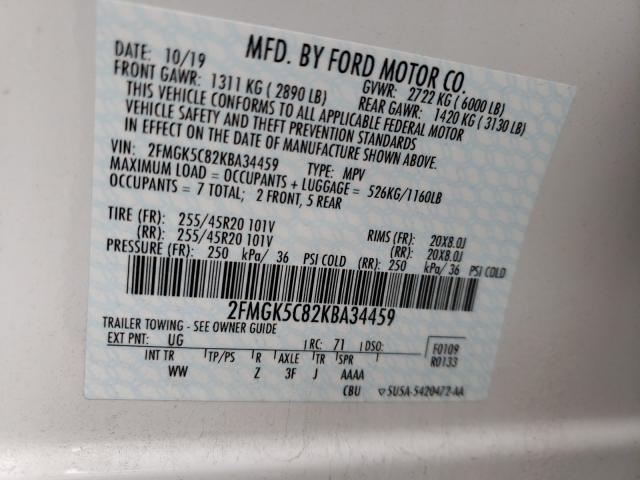 MFD. BY FORD MOTOR CO.
DATE: 10/19 GVWR: 2722 KG ( 6000 LB)
FRONT GAWR: 1311 KG ( 2890 LB) REAR GAWR: 1420 KG ( 3130 LB)
THIS VEHICLE CONFORMS TO ALL APPLICABLE FEDERAL MOTOR
VEHICLE SAFETY AND THEFT PREVENTION STANDARDS
IN EFFECT ON THE DATE OF MANUFACTURE SHOWN ABOVE.
VIN: 2FMGK5C82KBA34459 TYPE: MPV
MAXIMUM LOAD = OCCUPANTS + LUGGAGE = 526KG/1160LB
OCCUPANTS = 7 TOTAL; 2 FRONT, 5 REAR
TIRE (FR): 255/45R20 101V RIMS (FR): 20X8.0J
(RR): 255/45R20 101V (RR): 20X8.0J
PRESSURE (FR): 250 kPa/ 36 PSI COLD (RR): 250 kPa/ 36 PSI COLD
2FMGK5C82KBA34459
TRAILER TOWING - SEE OWNER GUIDE
EXT PNT: UG RC: 71 DSO: F0109
R0133
INT TR TP/PS R AXLE TR SPR
WW Z 3F J AAAA
CBU ▽ 5U5A-5420472-AA